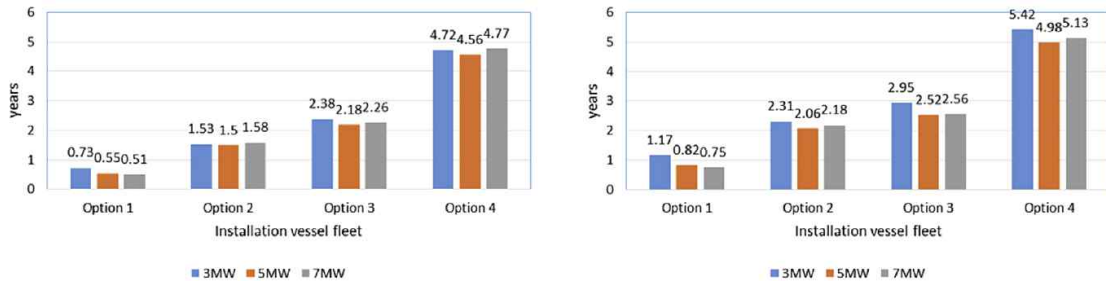 6
5
4
3
2
1
0
years
0.73 0.55 0.51
1.53 1.5 1.58
2.38 2.18 2.26
4.72 4.56 4.77
Option 1 Option 2 Option 3 Option 4
Installation vessel fleet
3MW 5MW 7MW
6
5
4
3
2
1
0
years
1.17 0.82 0.75
2.31 2.06 2.18
2.95 2.52 2.56
5.42 4.98 5.13
Option 1 Option 2 Option 3 Option 4
Installation vessel fleet
3MW 5MW 7MW